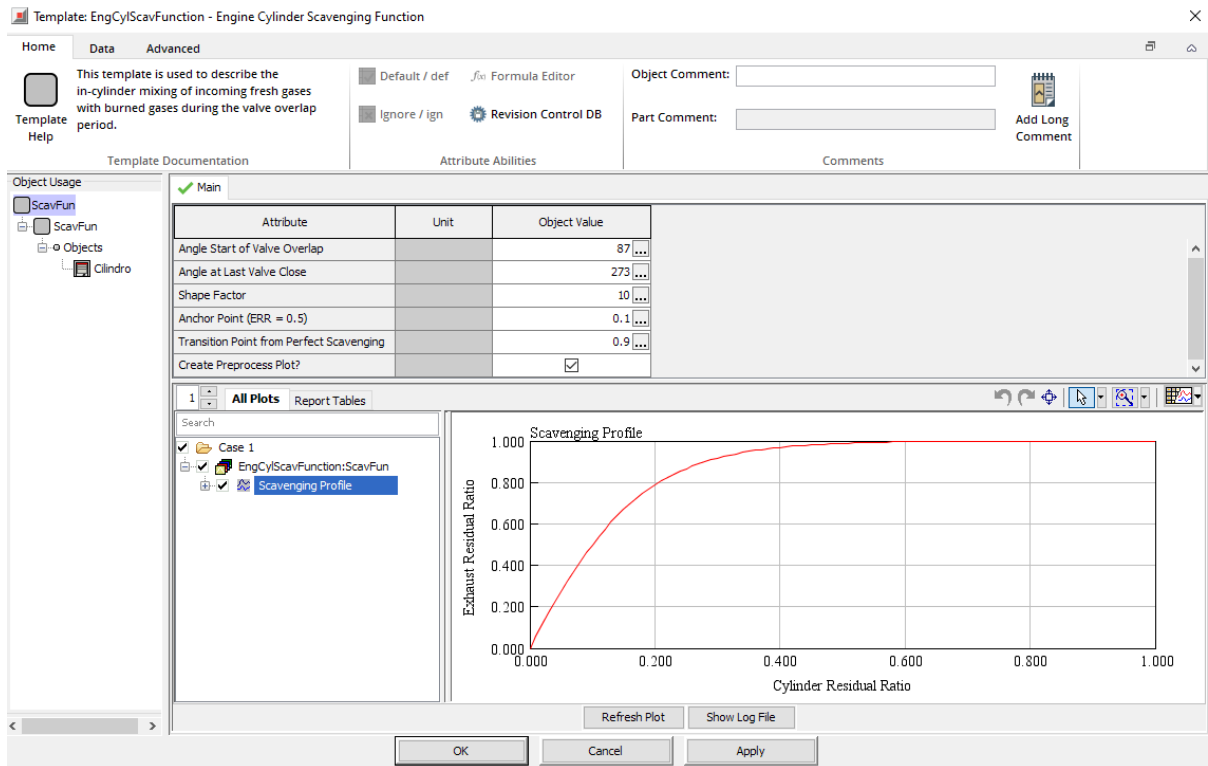 Template: EngCylScavFunction - Engine Cylinder Scavenging Function
Home Data Advanced
Template Help
This template is used to describe the
in-cylinder mixing of incoming fresh gases
with burned gases during the valve overlap
period.
Template Documentation
Default / def
Formula Editor
Ignore / ign
Revision Control DB
Attribute Abilities
Object Comment:
Part Comment:
Add Long
Comment
Comments
Object Usage
ScavFun
ScavFun
Objects
Cilindro
Main
Attribute Unit Object Value
Angle Start of Valve Overlap 87 ...
Angle at Last Valve Close 273 ...
Shape Factor 10 ...
Anchor Point (ERR = 0.5) 0.1 ...
Transition Point from Perfect Scavenging 0.9 ...
Create Preprocess Plot?
1 All Plots Report Tables
Search
Case 1
EngCylScavFunction:ScavFun
Scavenging Profile
Scavenging Profile
Exhaust Residual Ratio
1.000
0.800
0.600
0.400
0.200
0.000
0.000 0.200 0.400 0.600 0.800 1.000
Cylinder Residual Ratio
Refresh Plot Show Log File
OK Cancel Apply